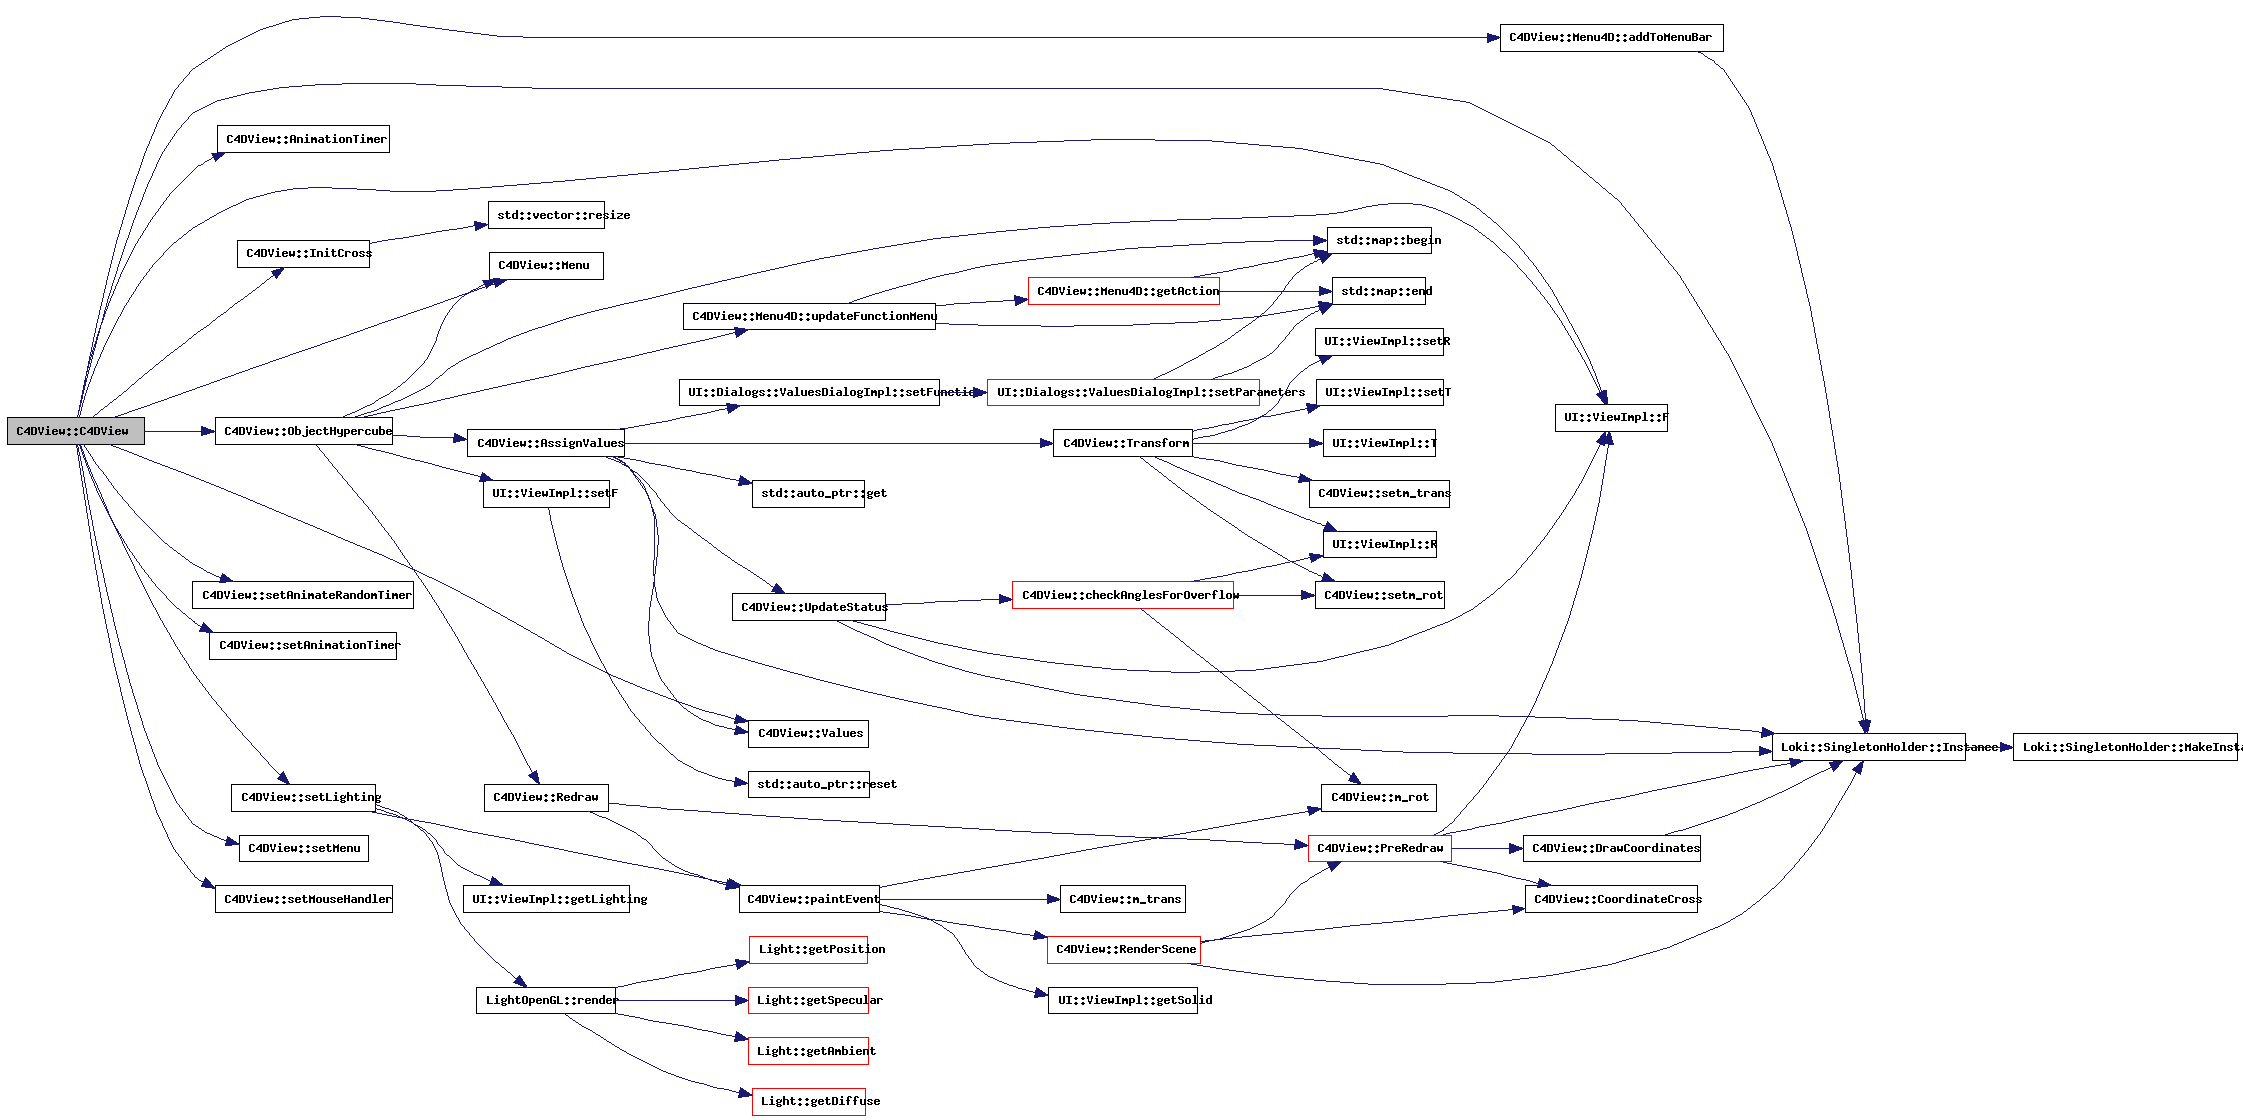 C4DView::Menu4D::addToMenuBar
C4DView::AnimationTimer
std::vector::resize
C4DView::InitCross
std::map::begin
C4DView::Menu
C4DView::Menu4D::getAction
std::map::end
C4DView::Menu4D::updateFunctionMenu
UI::ViewImpl::setR
UI::Dialogs::ValuesDialogImpl::setFunctio
UI::Dialogs::ValuesDialogImpl::setParameters
UI::ViewImpl::setT
UI::ViewImpl::F
C4DView::C4DView
C4DView::ObjectHypercube
C4DView::AssignValues
C4DView::Transform
UI::ViewImpl::T
UI::ViewImpl::setF
std::auto_ptr::get
C4DView::setm_trans
UI::ViewImpl::R
C4DView::setAnimateRandomTimer
C4DView::UpdateStatus
C4DView::checkAnglesForOverflow
C4DView::setm_rot
C4DView::setAnimationTimer
C4DView::Values
Loki::SingletonHolder::Instance
Loki::SingletonHolder::MakeInsta
std::auto_ptr::reset
C4DView::setLighting
C4DView::Redraw
C4DView::m_rot
C4DView::setMenu
C4DView::PreRedraw
C4DView::DrawCoordinates
C4DView::setMouseHandler
UI::ViewImpl::getLighting
C4DView::paintEvent
C4DView::m_trans
C4DView::CoordinateCross
Light::getPosition
C4DView::RenderScene
LightOpenGL::render
Light::getSpecular
UI::ViewImpl::getSolid
Light::getAmbient
Light::getDiffuse